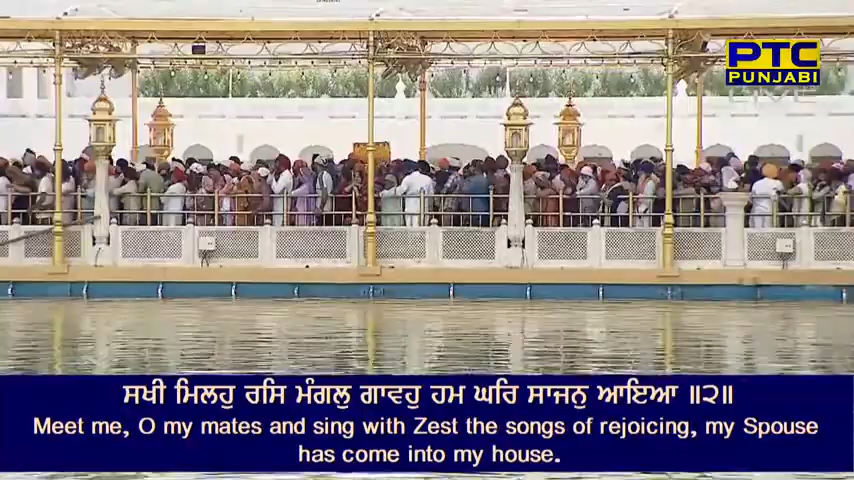 PTC
PUNJABI
LIVE
ਸਖੀ ਮਿਲਹੁ ਰਸਿ ਮੰਗਲੁ ਗਾਵਹੁ ਹਮ ਘਰਿ ਸਾਜਨੁ ਆਇਆ ॥੨॥
Meet me, O my mates and sing with Zest the songs of rejoicing, my Spouse
has come into my house.